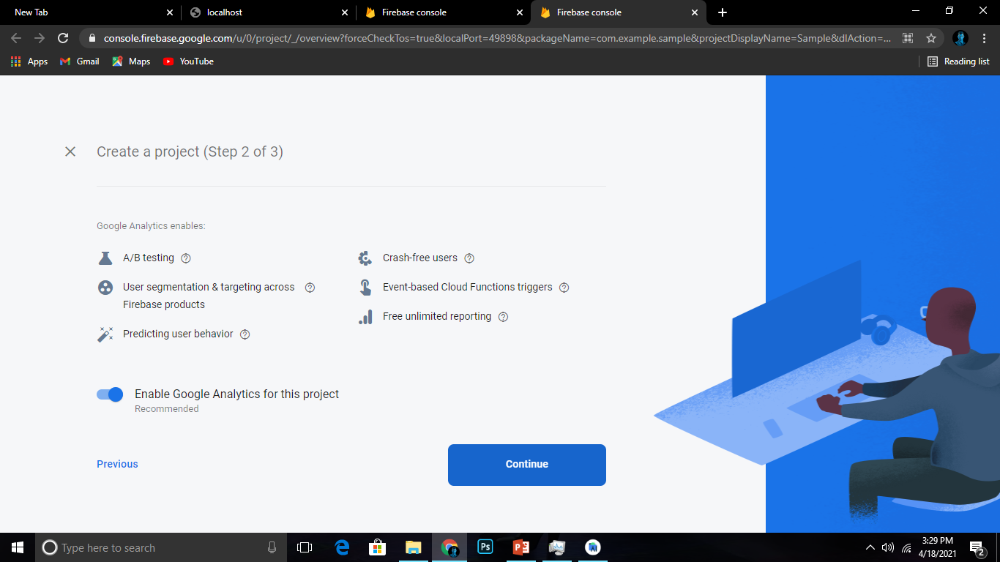 New Tab
localhost
Firebase console
Firebase console
console.firebase.google.com/u/0/project/_/overview?forceCheckTos=true&localPort=49898&packageName=com.example.sample&projectDisplayName=Sample&dlAction=...
Apps
Gmail
Maps
YouTube
Reading list
Create a project (Step 2 of 3)
Google Analytics enables:
A/B testing
Crash-free users
User segmentation & targeting across
Firebase products
Event-based Cloud Functions triggers
Free unlimited reporting
Predicting user behavior
Enable Google Analytics for this project
Recommended
Previous
Continue
Type here to search
Ps
3:29 PM
4/18/2021
2